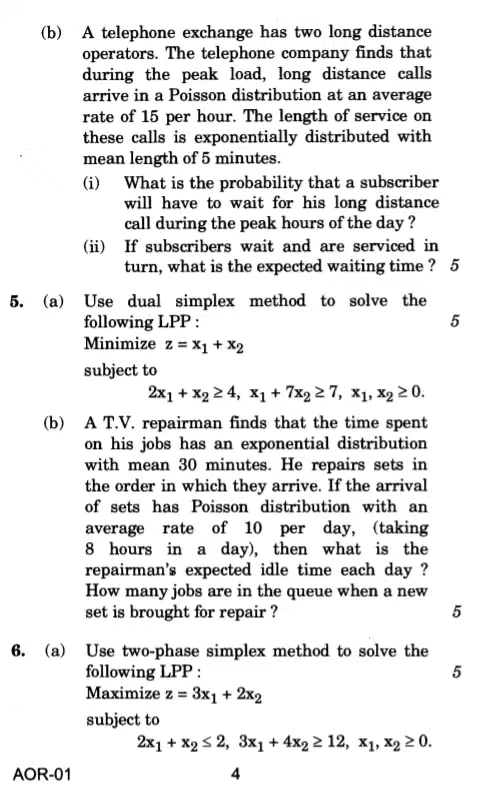 (b) A telephone exchange has two long distance
operators. The telephone company finds that
during the peak load, long distance calls
arrive in a Poisson distribution at an average
rate of 15 per hour. The length of service on
these calls is exponentially distributed with
mean length of 5 minutes.
(i) What is the probability that a subscriber
will have to wait for his long distance
call during the peak hours of the day ?
(ii) If subscribers wait and are serviced in
turn, what is the expected waiting time ? 5
5. (a) Use dual simplex method to solve the
following LPP : 5
Minimize z = x₁ + x₂
subject to
2x₁ + x₂ ≥ 4, x₁ + 7x₂ ≥ 7, x₁, x₂ ≥ 0.
(b) A T.V. repairman finds that the time spent
on his jobs has an exponential distribution
with mean 30 minutes. He repairs sets in
the order in which they arrive. If the arrival
of sets has Poisson distribution with an
average rate of 10 per day, (taking
8 hours in a day), then what is the
repairman's expected idle time each day ?
How many jobs are in the queue when a new
set is brought for repair ? 5
6. (a) Use two-phase simplex method to solve the
following LPP : 5
Maximize z = 3x₁ + 2x₂
subject to
2x₁ + x₂ ≤ 2, 3x₁ + 4x₂ ≥ 12, x₁, x₂ ≥ 0.
AOR-01 4